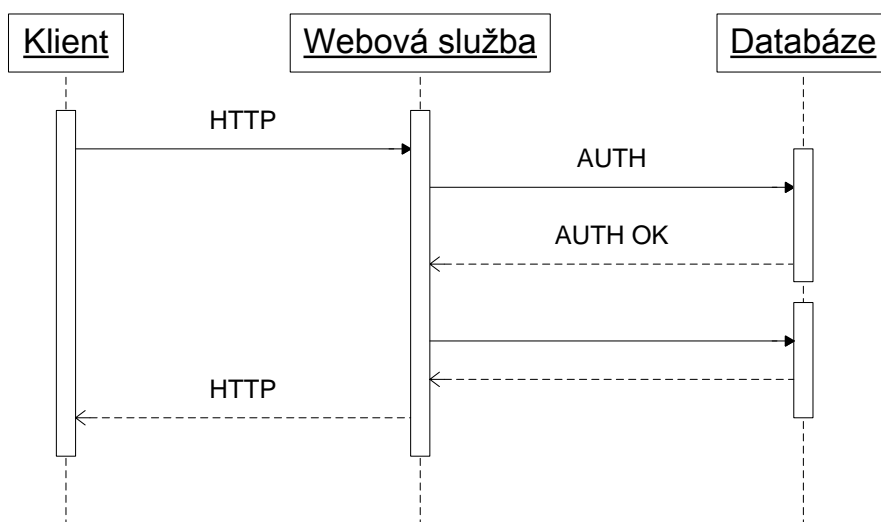 Klient
Webová služba
Databáze
HTTP
AUTH
AUTH OK
HTTP